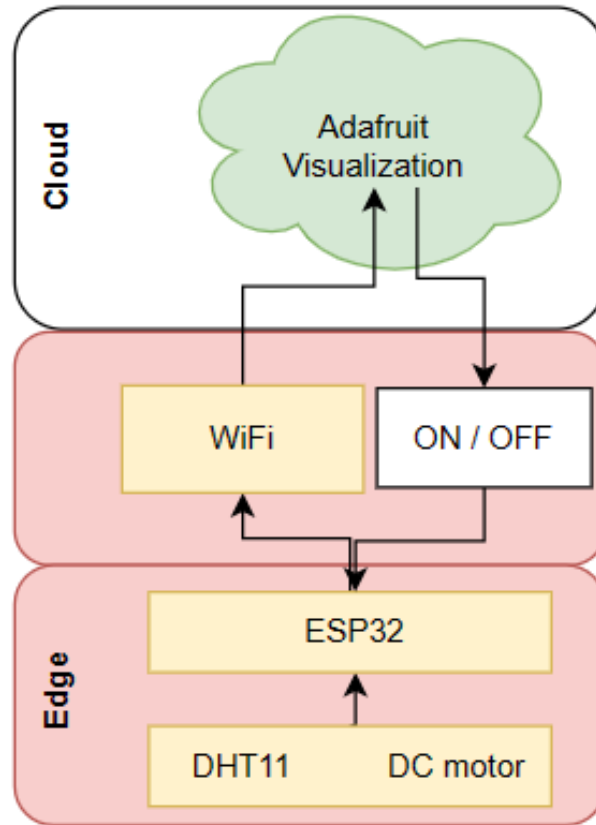 Cloud
Adafruit
Visualization
WiFi
ON / OFF
Edge
ESP32
DHT11 DC motor